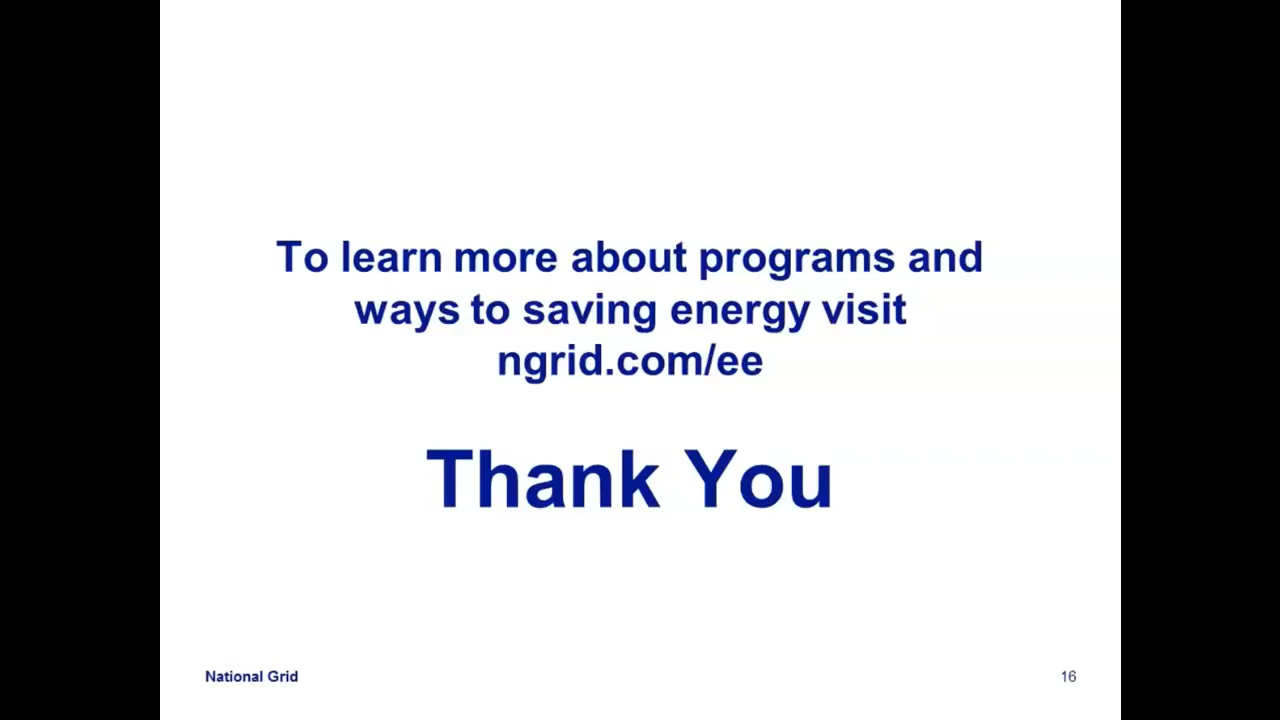 To learn more about programs and
ways to saving energy visit
ngrid.com/ee
Thank You
National Grid
16